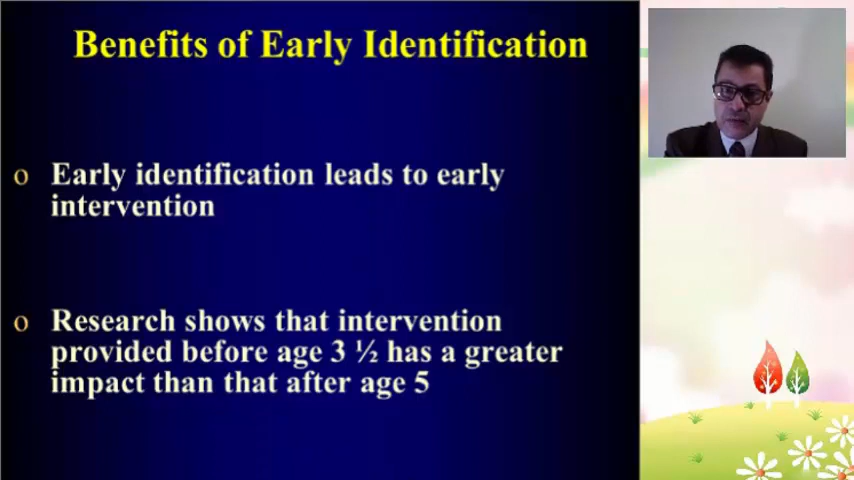 Benefits of Early Identification
o Early identification leads to early
intervention
o Research shows that intervention
provided before age 3 ½ has a greater
impact than that after age 5